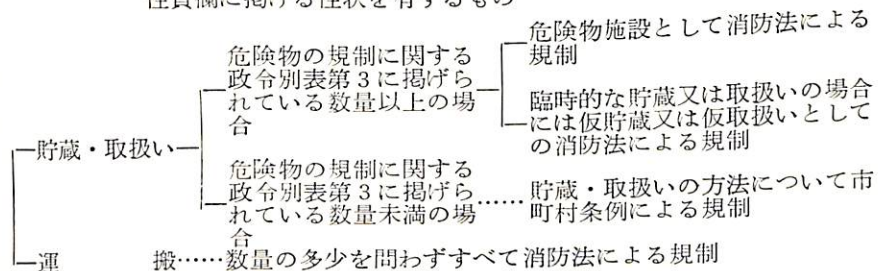 性質欄に掲げる性状を有するもの
危険物の規制に関する
政令別表第3に掲げら
れている数量以上の場
合
危険物施設として消防法による
規制
臨時的な貯蔵又は取扱いの場合
には仮貯蔵又は仮取扱いとして
の消防法による規制
貯蔵・取扱い
危険物の規制に関する
政令別表第3に掲げら
れている数量未満の場
合
……貯蔵・取扱いの方法について市
町村条例による規制
運 搬……数量の多少を問わずすべて消防法による規制